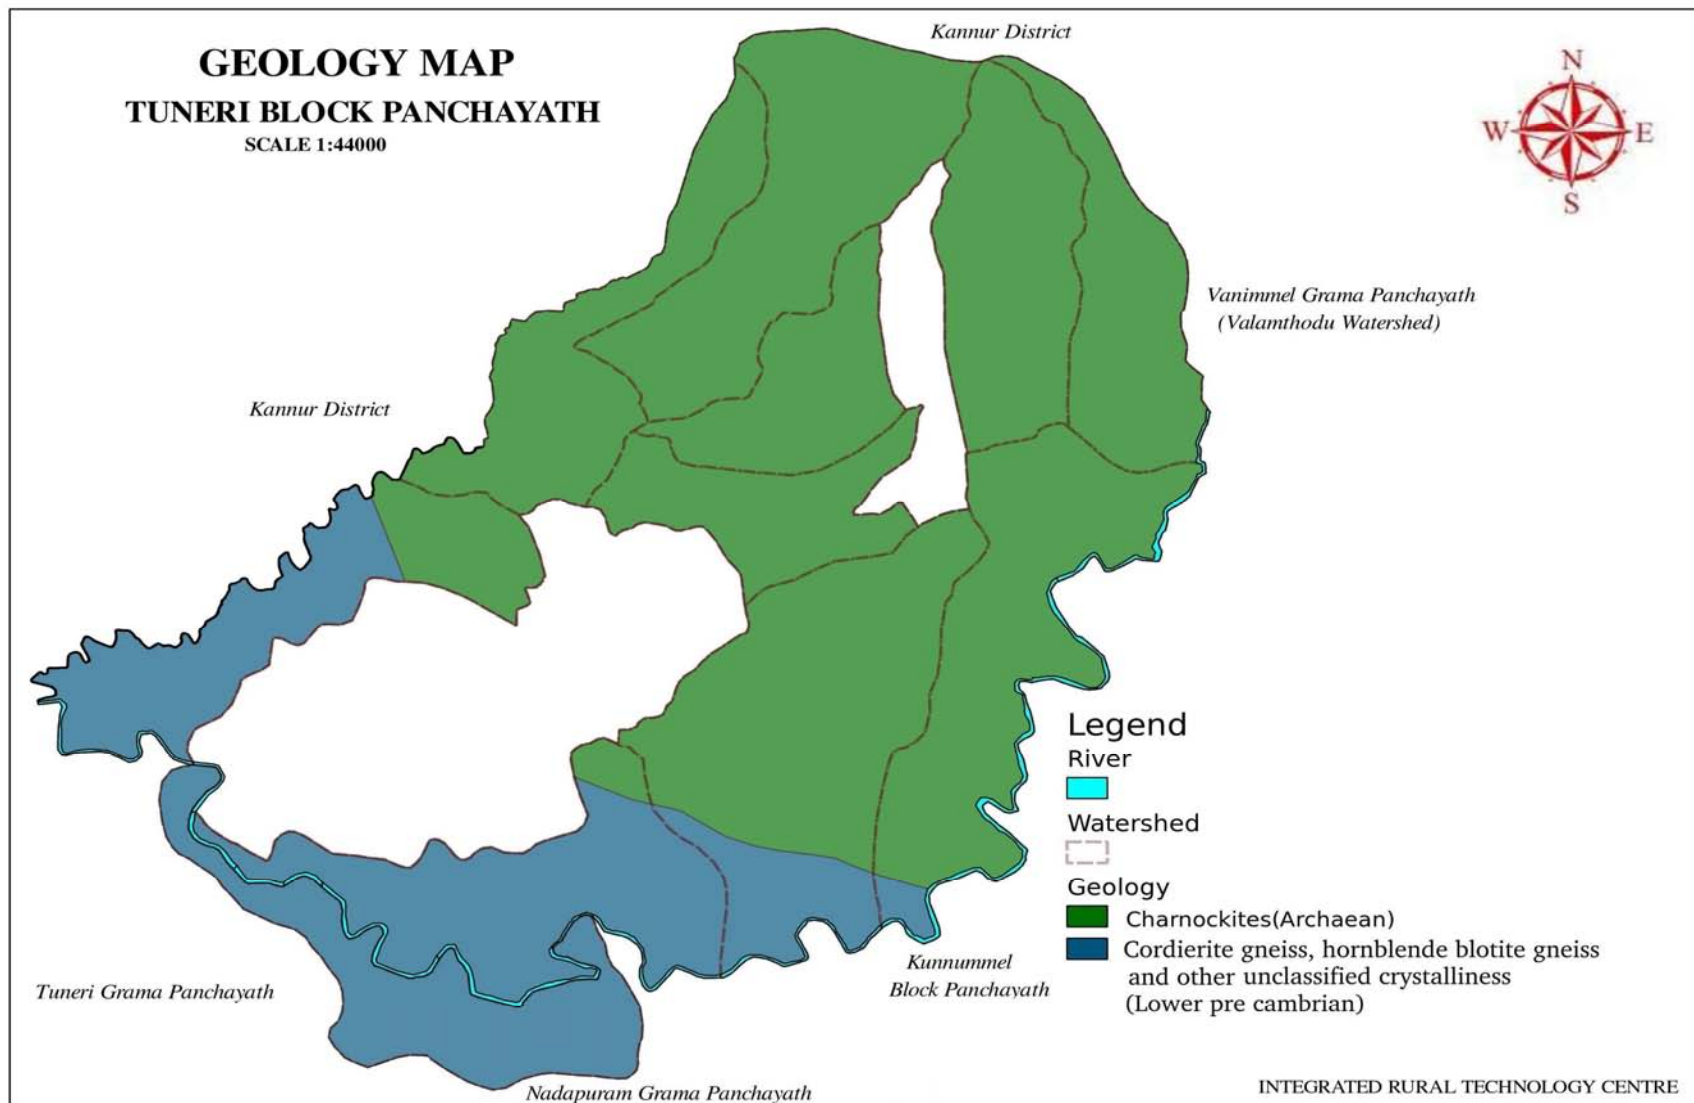 GEOLOGY MAP
TUNERI BLOCK PANCHAYATH
SCALE 1:44000
Kannur District
N
W
E
S
Vanimmel Grama Panchayath
(Valamthodu Watershed)
Kannur District
Legend
River
Watershed
Geology
Charnockites(Archaean)
Cordierite gneiss, hornblende blotite gneiss
and other unclassified crystalliness
(Lower pre cambrian)
Kunnummel
Block Panchayath
Tuneri Grama Panchayath
Nadapuram Grama Panchayath
INTEGRATED RURAL TECHNOLOGY CENTRE